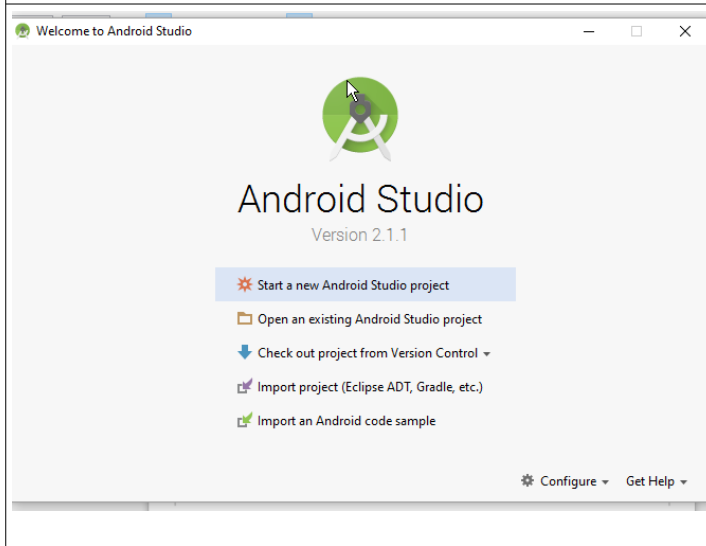 Welcome to Android Studio
Android Studio
Version 2.1.1
Start a new Android Studio project
Open an existing Android Studio project
Check out project from Version Control
Import project (Eclipse ADT, Gradle, etc.)
Import an Android code sample
Configure Get Help